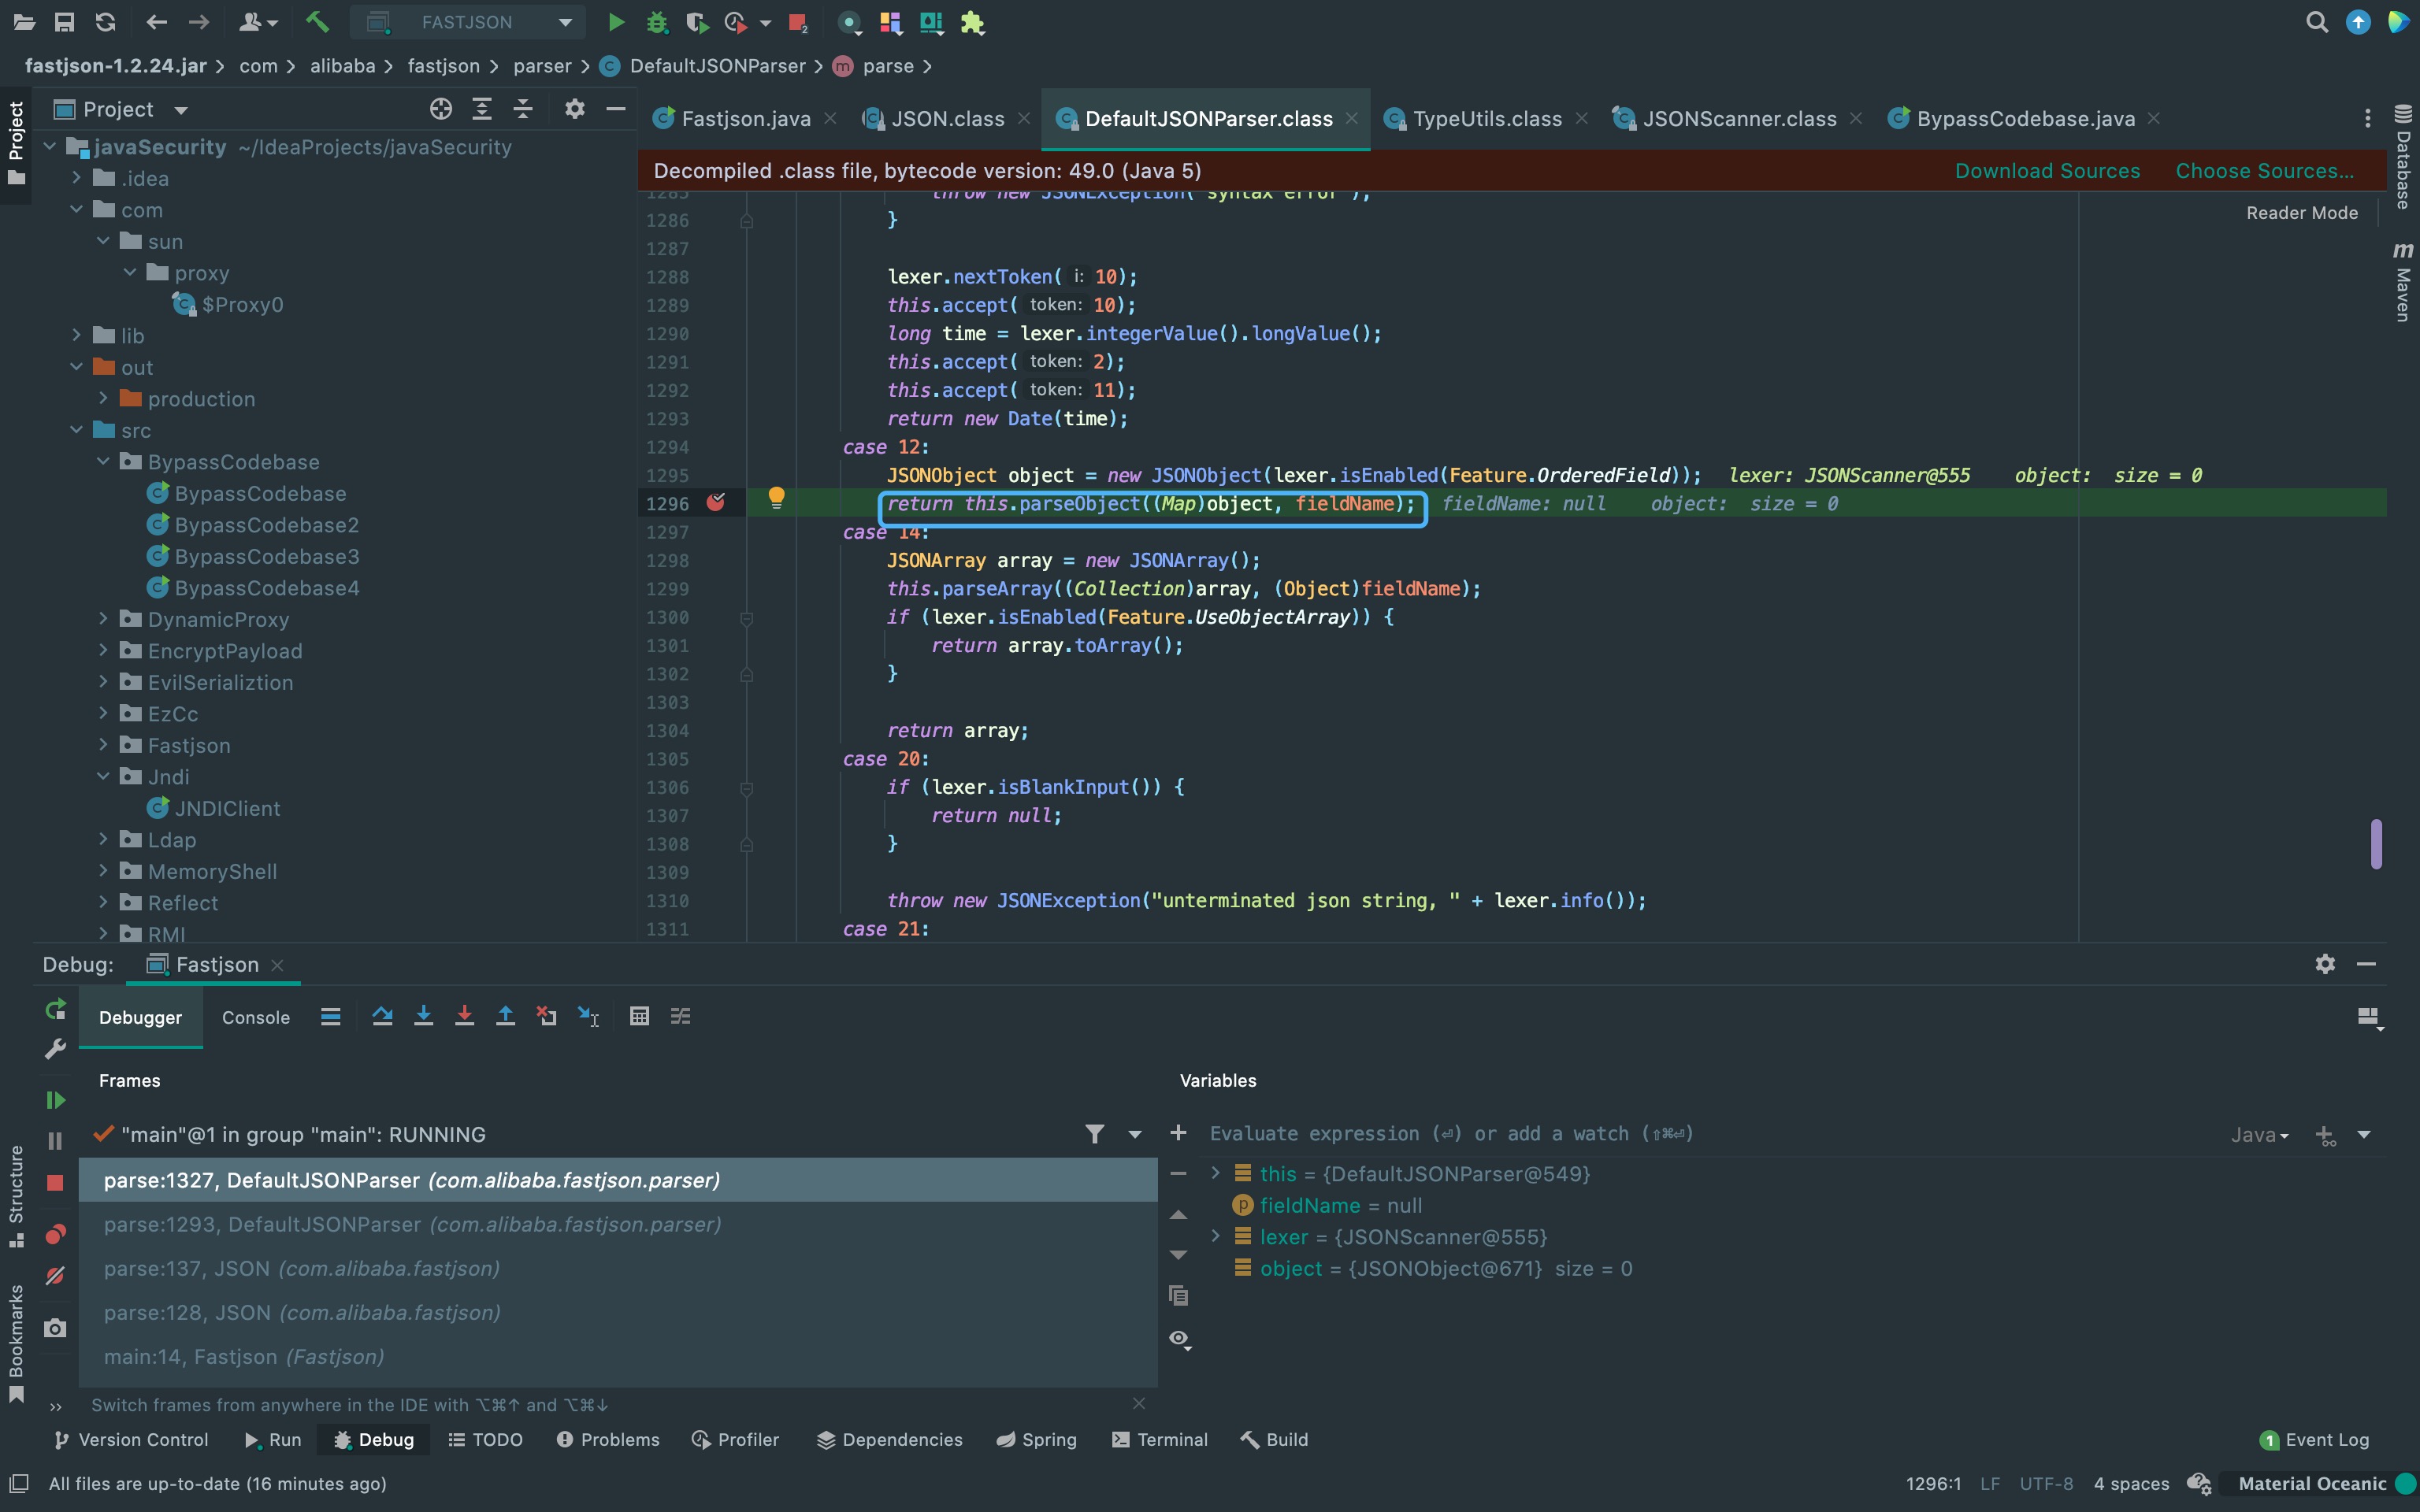 FASTJSON
fastjson-1.2.24.jar > com > alibaba > fastjson > parser > DefaultJSONParser > parse >
Project
Project
Fastjson.java
JSON.class
DefaultJSONParser.class
TypeUtils.class
JSONScanner.class
BypassCodebase.java
Decompiled .class file, bytecode version: 49.0 (Java 5)
Download Sources
Choose Sources...
Reader Mode
javaSecurity ~/IdeaProjects/javaSecurity
.idea
com
sun
proxy
$Proxy0
lib
out
production
src
BypassCodebase
BypassCodebase
BypassCodebase2
BypassCodebase3
BypassCodebase4
DynamicProxy
EncryptPayload
EvilSerializtion
EzCc
Fastjson
Jndi
JNDIClient
Ldap
MemoryShell
Reflect
RMI
1285 throw new JSONException("syntax error");
1286 }
1287
1288 lexer.nextToken( i: 10);
1289 this.accept( token: 10);
1290 long time = lexer.integerValue().longValue();
1291 this.accept( token: 2);
1292 this.accept( token: 11);
1293 return new Date(time);
1294 case 12:
1295 JSONObject object = new JSONObject(lexer.isEnabled(Feature.OrderedField)); lexer: JSONScanner@555 object: size = 0
1296 return this.parseObject((Map)object, fieldName); fieldName: null object: size = 0
1297 case 14:
1298 JSONArray array = new JSONArray();
1299 this.parseArray((Collection)array, (Object)fieldName);
1300 if (lexer.isEnabled(Feature.UseObjectArray)) {
1301 return array.toArray();
1302 }
1303
1304 return array;
1305 case 20:
1306 if (lexer.isBlankInput()) {
1307 return null;
1308 }
1309
1310 throw new JSONException("unterminated json string, " + lexer.info());
1311 case 21:
Database
m Maven
Structure
Bookmarks
Debug: Fastjson
Debugger
Console
Frames
Variables
"main"@1 in group "main": RUNNING
parse:1327, DefaultJSONParser (com.alibaba.fastjson.parser)
parse:1293, DefaultJSONParser (com.alibaba.fastjson.parser)
parse:137, JSON (com.alibaba.fastjson)
parse:128, JSON (com.alibaba.fastjson)
main:14, Fastjson (Fastjson)
Switch frames from anywhere in the IDE with ⌥⌘↑ and ⌥⌘↓
Evaluate expression (⏎) or add a watch (⇧⌘⏎)
Java
this = {DefaultJSONParser@549}
fieldName = null
lexer = {JSONScanner@555}
object = {JSONObject@671} size = 0
Version Control
Run
Debug
TODO
Problems
Profiler
Dependencies
Spring
Terminal
Build
1 Event Log
All files are up-to-date (16 minutes ago)
1296:1 LF UTF-8 4 spaces Material Oceanic